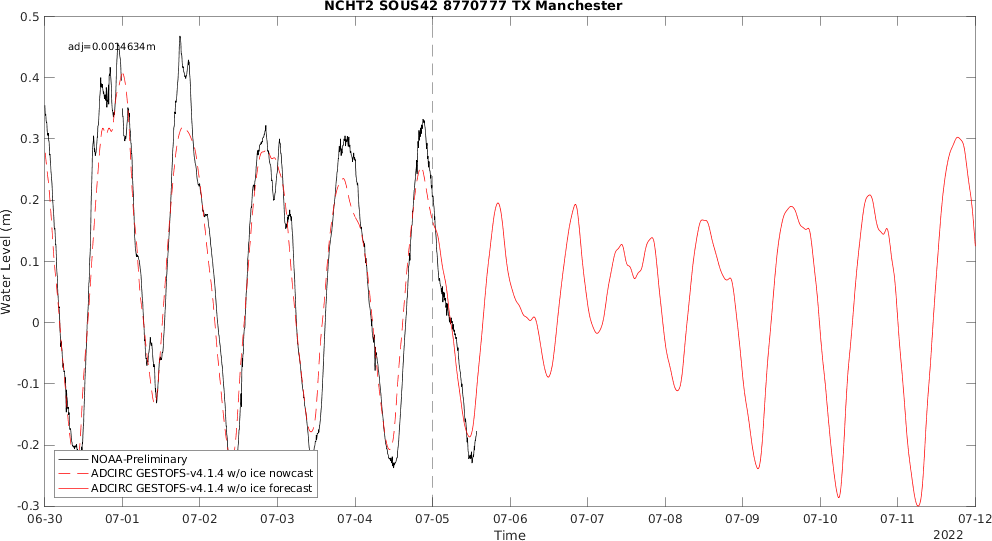 NCHT2 SOUS42 8770777 TX Manchester
adj=0.0034634m
Water Level (m)
0.5
0.4
0.3
0.2
0.1
0
-0.1
-0.2
-0.3
NOAA-Preliminary
ADCIRC GESTOFS-v4.1.4 w/o ice nowcast
ADCIRC GESTOFS-v4.1.4 w/o ice forecast
06-30 07-01 07-02 07-03 07-04 07-05 07-06 07-07 07-08 07-09 07-10 07-11 07-12
Time
2022